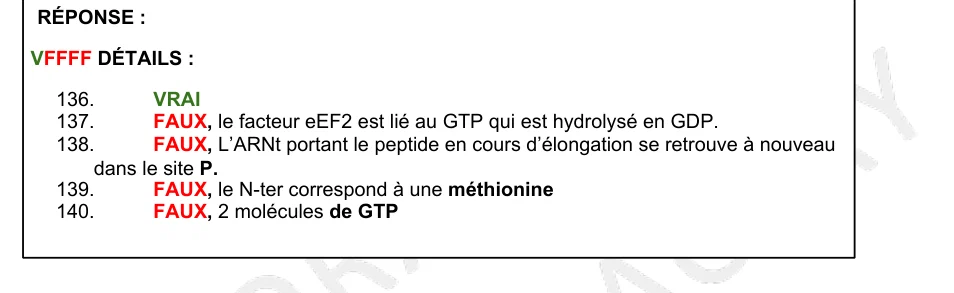 RÉPONSE :
VFFFF DÉTAILS :
136. VRAI
137. FAUX, le facteur eEF2 est lié au GTP qui est hydrolysé en GDP.
138. FAUX, L’ARNt portant le peptide en cours d’élongation se retrouve à nouveau
dans le site P.
139. FAUX, le N-ter correspond à une méthionine
140. FAUX, 2 molécules de GTP